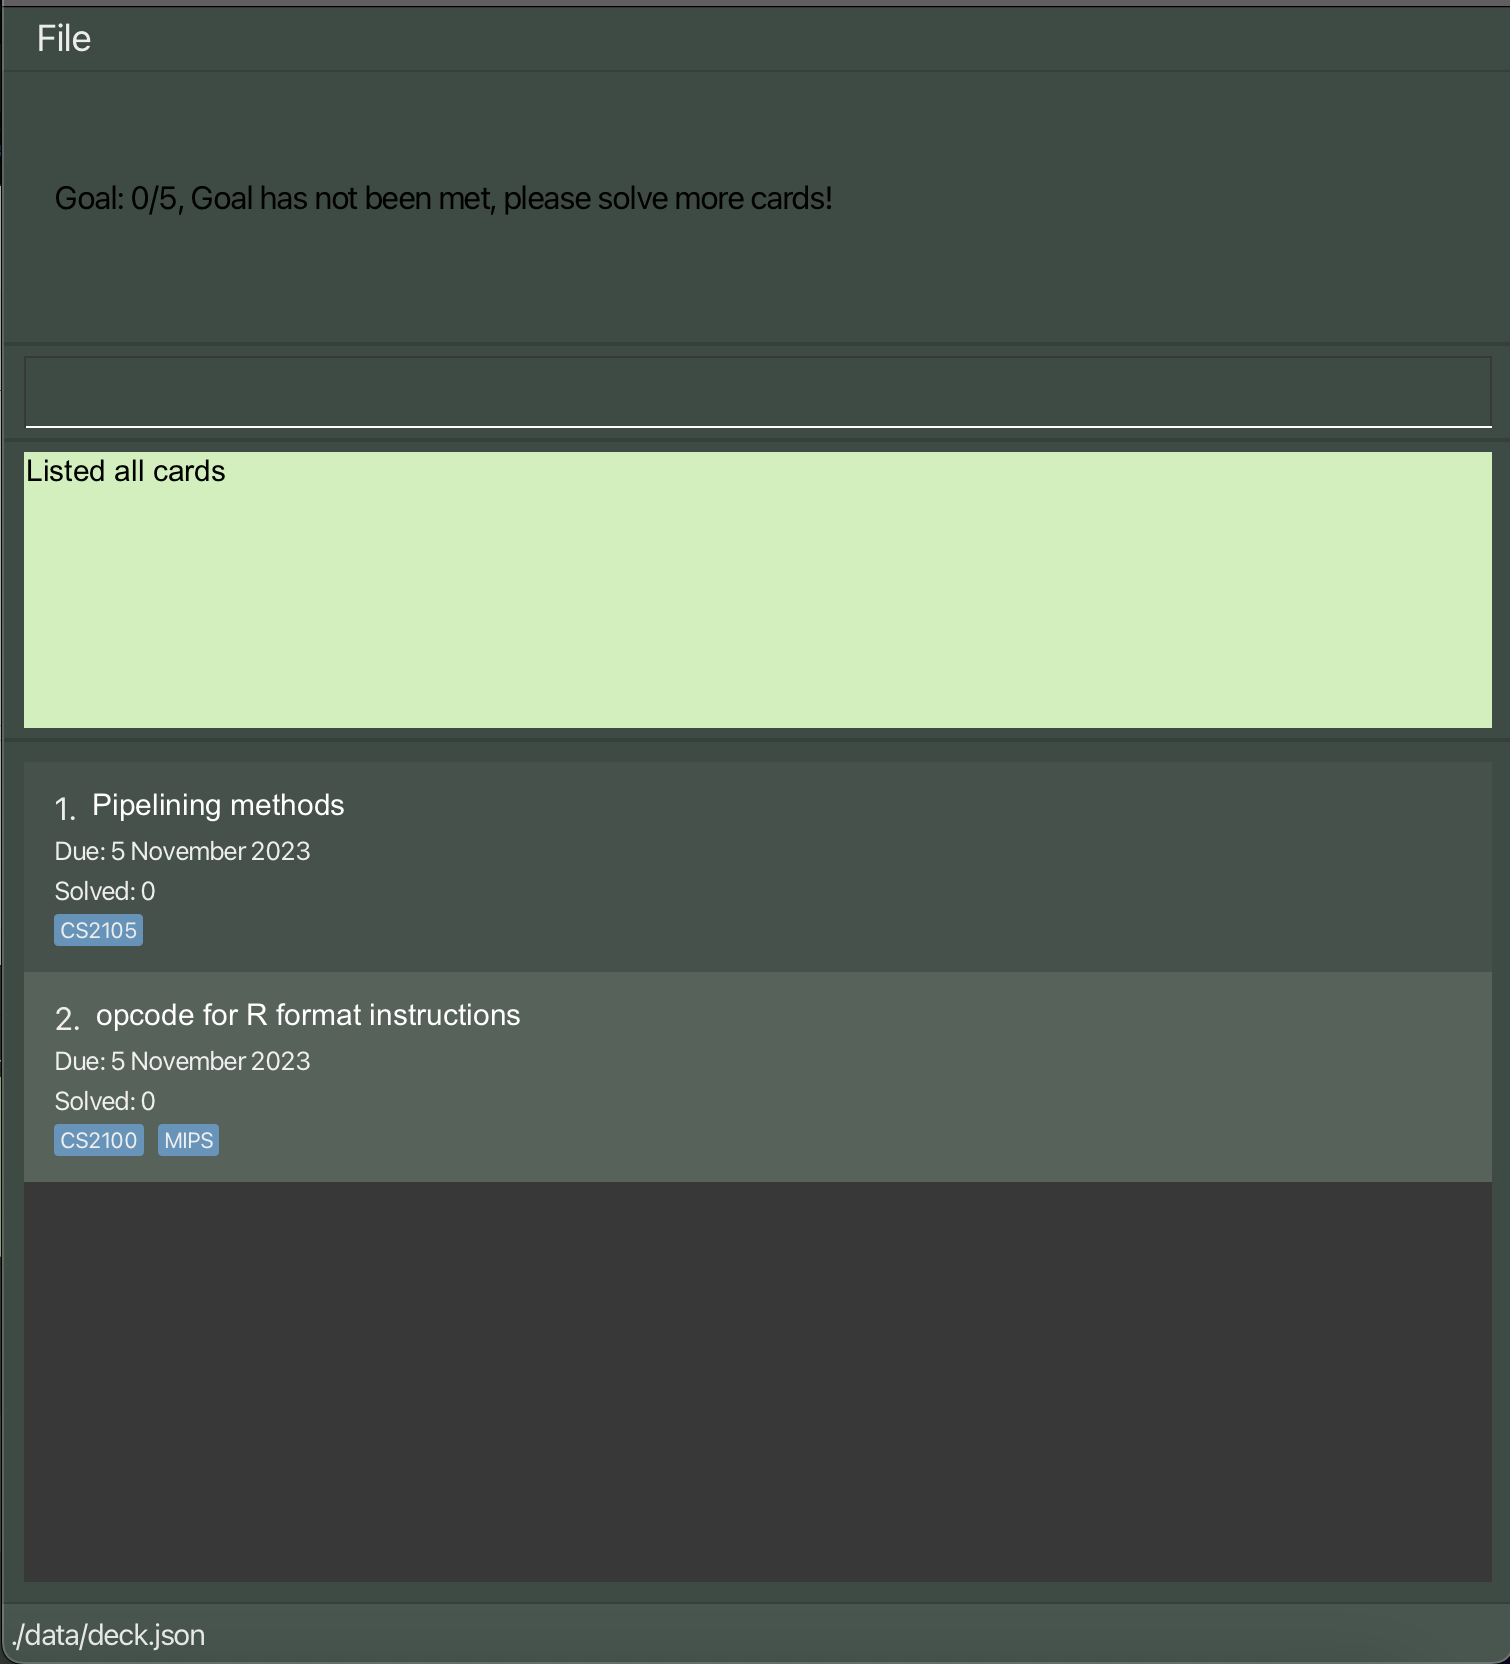 File
Goal: 0/5, Goal has not been met, please solve more cards!
Listed all cards
1. Pipelining methods
Due: 5 November 2023
Solved: 0
CS2105
2. opcode for R format instructions
Due: 5 November 2023
Solved: 0
CS2100 MIPS
./data/deck.json